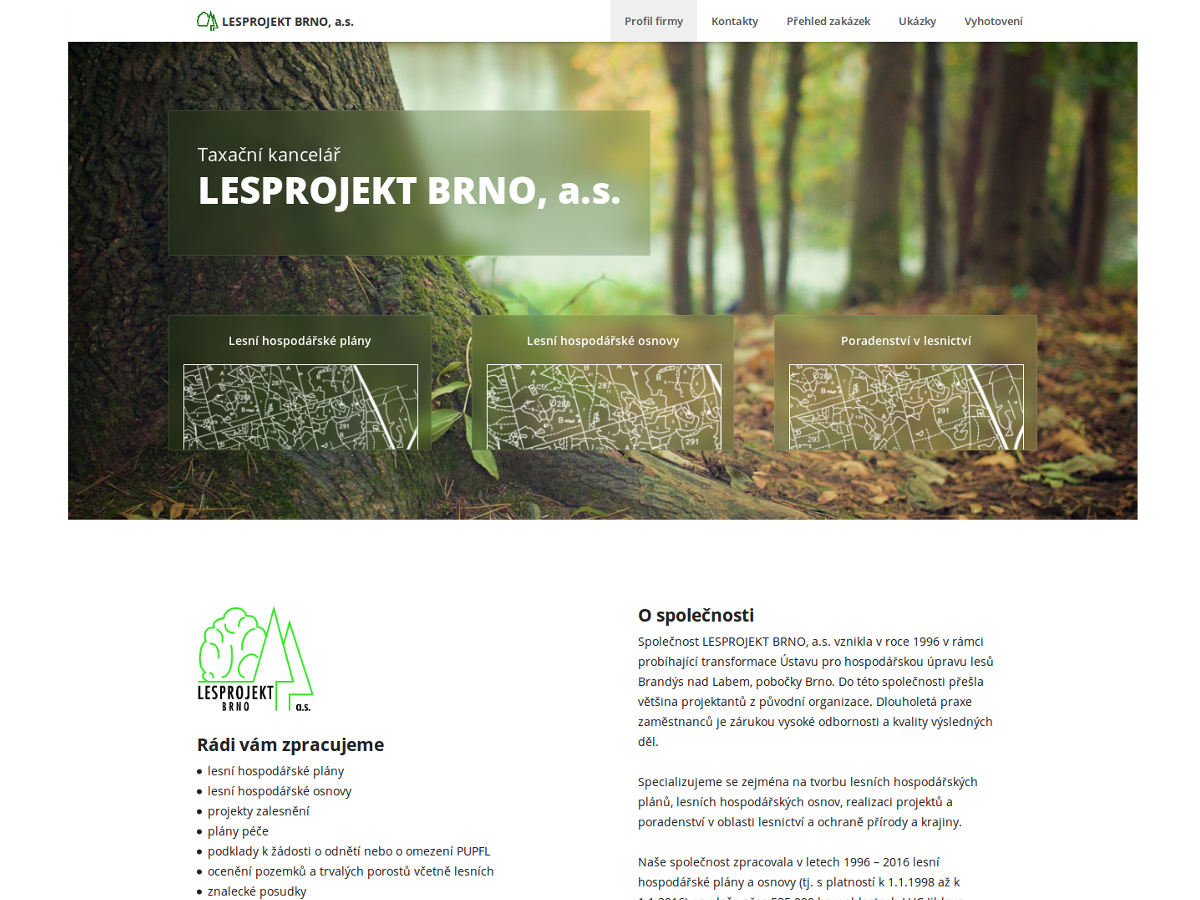 LESPROJEKT BRNO, a.s.
Profil firmy
Kontakty
Přehled zakázek
Ukázky
Vyhotovení
Taxační kancelář
LESPROJEKT BRNO, a.s.
Lesní hospodářské plány
Lesní hospodářské osnovy
Poradenství v lesnictví
LESPROJEKT
BRNO a.s.
Rádi vám zpracujeme
lesní hospodářské plány
lesní hospodářské osnovy
projekty zalesnění
plány péče
podklady k žádosti o odnětí nebo o omezení PUPFL
ocenění pozemků a trvalých porostů včetně lesních
znalecké posudky
O společnosti
Společnost LESPROJEKT BRNO, a.s. vznikla v roce 1996 v rámci
probíhající transformace Ústavu pro hospodářskou úpravu lesů
Brandýs nad Labem, pobočky Brno. Do této společnosti přešla
většina projektantů z původní organizace. Dlouholetá praxe
zaměstnanců je zárukou vysoké odbornosti a kvality výsledných
děl.
Specializujeme se zejména na tvorbu lesních hospodářských
plánů, lesních hospodářských osnov, realizaci projektů a
poradenství v oblasti lesnictví a ochraně přírody a krajiny.
Naše společnost zpracovala v letech 1996 – 2016 lesní
hospodářské plány a osnovy (tj. s platností k 1.1.1998 až k